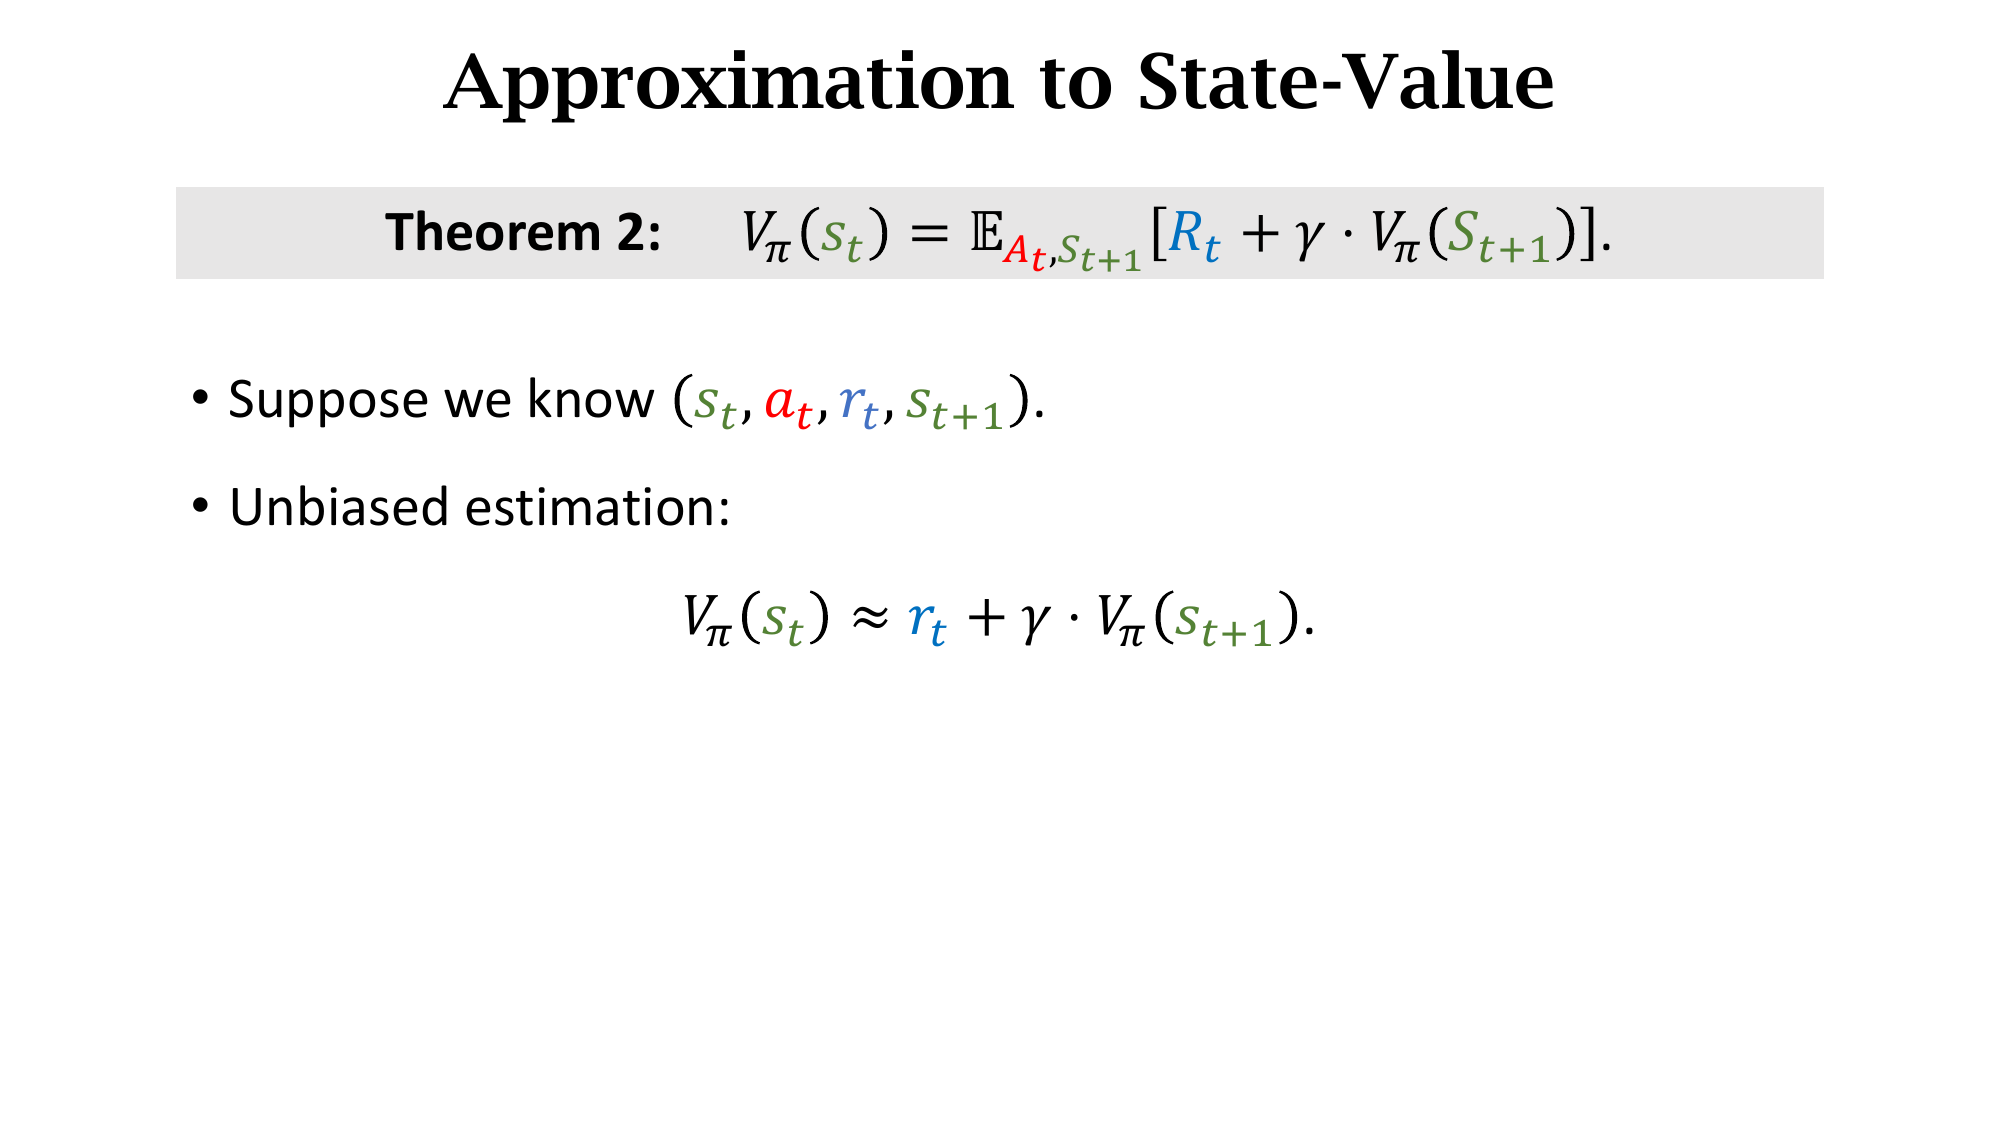 Approximation to State-Value
Theorem 2: $V_\pi(s_t) = \mathbb{E}_{A_t,S_{t+1}}[R_t + \gamma \cdot V_\pi(S_{t+1})].$
• Suppose we know $(s_t, a_t, r_t, s_{t+1}).$
• Unbiased estimation:
$V_\pi(s_t) \approx r_t + \gamma \cdot V_\pi(s_{t+1}).$